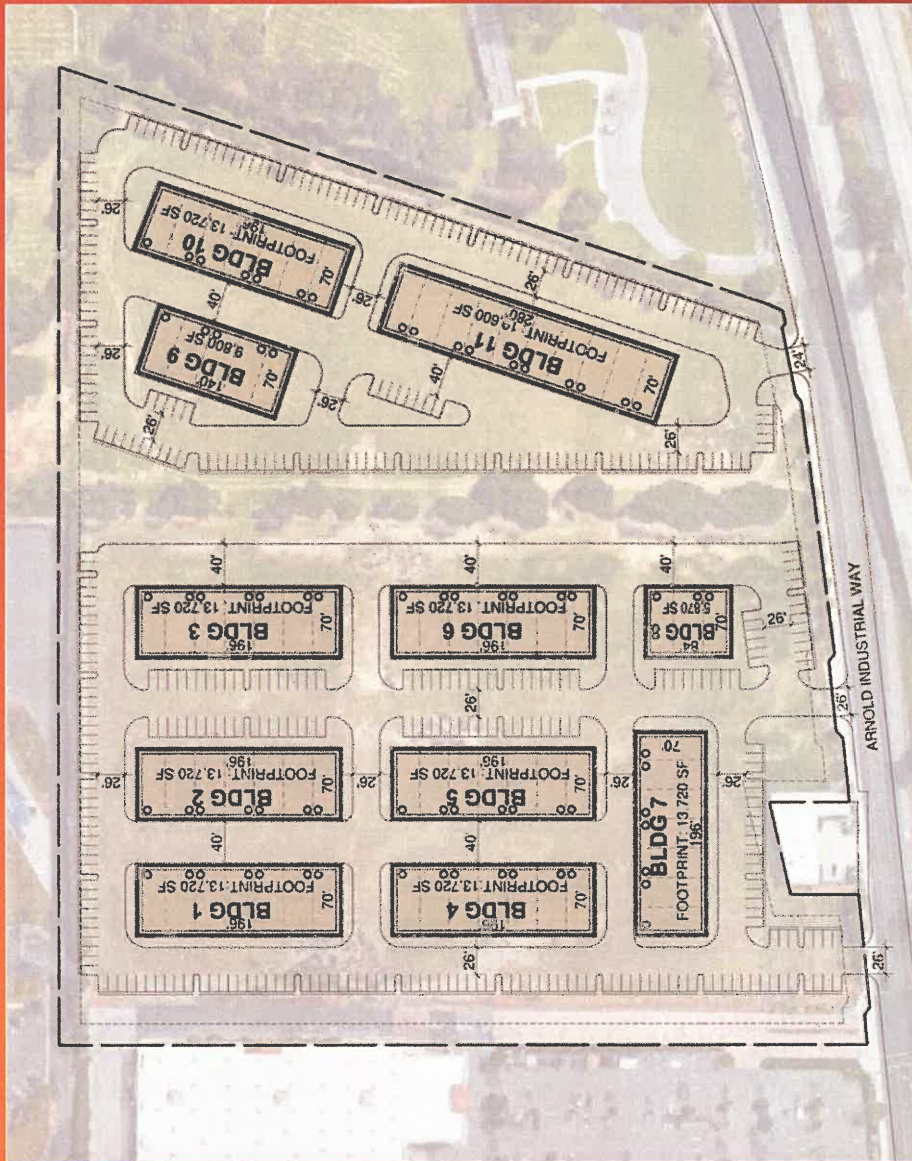 26'
BLDG 10
FOOTPRINT: 13,720 SF
70'
40'
26'
26'
BLDG 9
9,800 SF
140'
70'
26'
26'
BLDG 11
FOOTPRINT
280'
70'
40'
26'
26'
24'
BLDG 3
FOOTPRINT: 13,720 SF
196'
70'
40'
BLDG 6
FOOTPRINT: 13,720 SF
196'
70'
40'
BLDG
5,870 SF
84'
70'
40'
26'
26'
26'
BLDG 2
FOOTPRINT: 13,720 SF
196'
70'
26'
26'
BLDG 5
FOOTPRINT: 13,720 SF
196'
70'
26'
BLDG 7
FOOTPRINT: 13,720 SF
196'
70'
26'
40'
40'
BLDG 1
FOOTPRINT: 13,720 SF
196'
70'
BLDG 4
FOOTPRINT: 13,720 SF
70'
26'
26'
ARNOLD INDUSTRIAL WAY